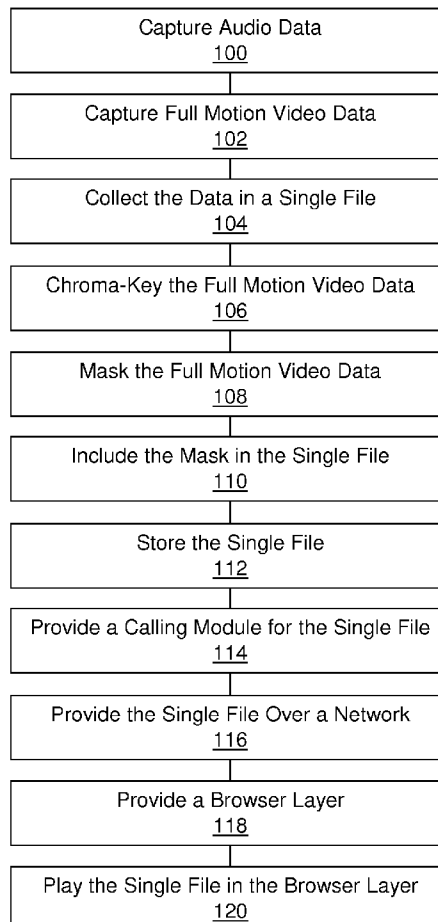 Capture Audio Data
100
Capture Full Motion Video Data
102
Collect the Data in a Single File
104
Chroma-Key the Full Motion Video Data
106
Mask the Full Motion Video Data
108
Include the Mask in the Single File
110
Store the Single File
112
Provide a Calling Module for the Single File
114
Provide the Single File Over a Network
116
Provide a Browser Layer
118
Play the Single File in the Browser Layer
120